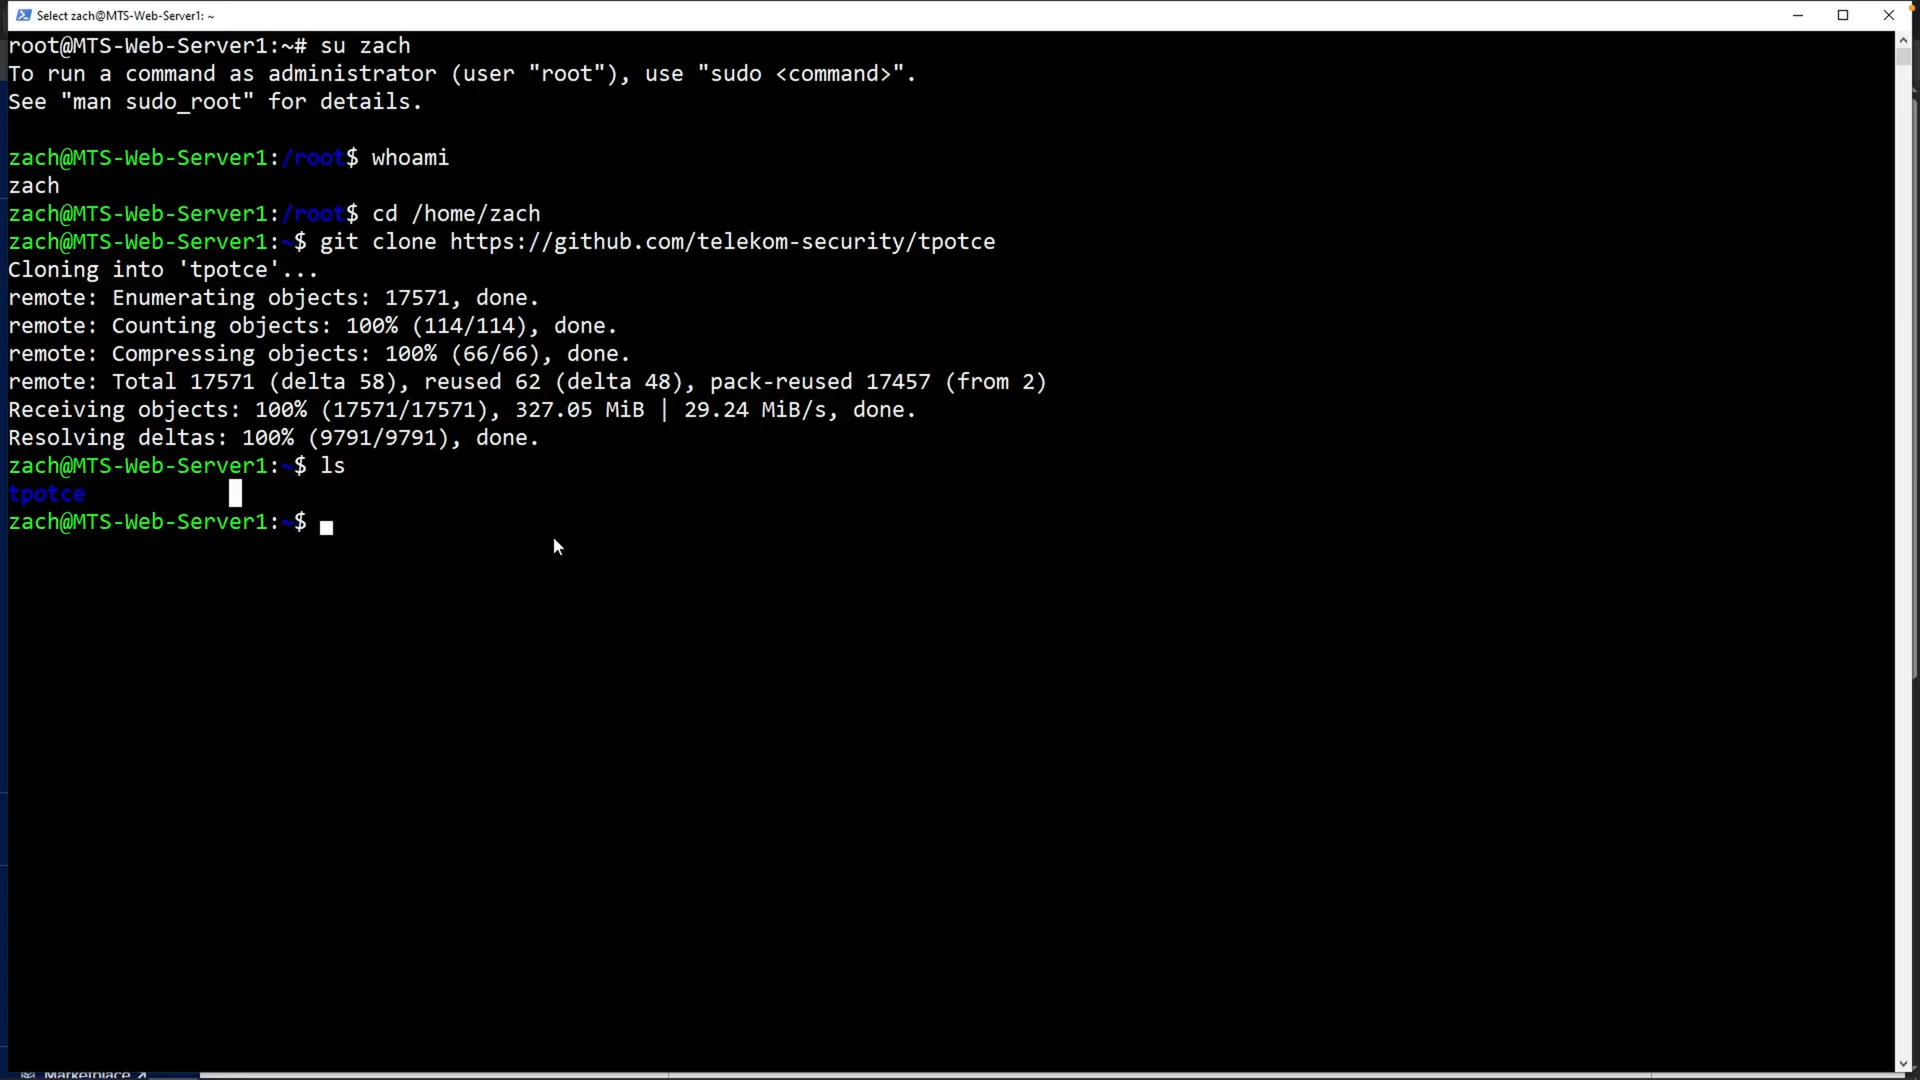 Select zach@MTS-Web-Server1: ~
root@MTS-Web-Server1:~# su zach
To run a command as administrator (user "root"), use "sudo <command>".
See "man sudo_root" for details.
zach@MTS-Web-Server1:/root$ whoami
zach
zach@MTS-Web-Server1:/root$ cd /home/zach
zach@MTS-Web-Server1:~$ git clone https://github.com/telekom-security/tpotce
Cloning into 'tpotce'...
remote: Enumerating objects: 17571, done.
remote: Counting objects: 100% (114/114), done.
remote: Compressing objects: 100% (66/66), done.
remote: Total 17571 (delta 58), reused 62 (delta 48), pack-reused 17457 (from 2)
Receiving objects: 100% (17571/17571), 327.05 MiB | 29.24 MiB/s, done.
Resolving deltas: 100% (9791/9791), done.
zach@MTS-Web-Server1:~$ ls
tpotce
zach@MTS-Web-Server1:~$
Marketplace